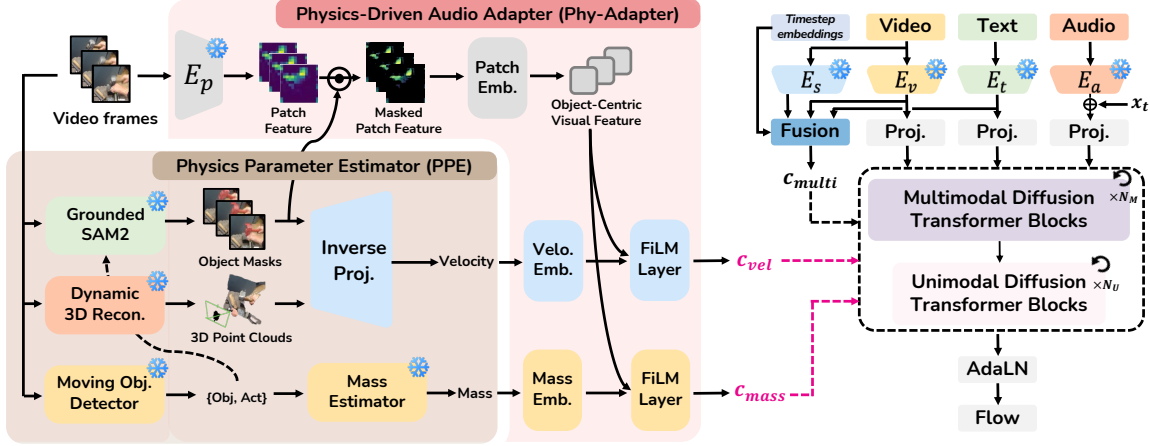 Physics-Driven Audio Adapter (Phy-Adapter)
Video frames
E_p
Patch
Feature
Masked
Patch Feature
Patch
Emb.
Object-Centric
Visual Feature
Physics Parameter Estimator (PPE)
Grounded
SAM2
Object Masks
Dynamic
3D Recon.
3D Point Clouds
Inverse
Proj.
Velocity
Velo.
Emb.
FiLM
Layer
c_vel
Moving Obj.
Detector
{Obj, Act}
Mass
Estimator
Mass
Mass
Emb.
FiLM
Layer
c_mass
Timestep
embeddings
Video
Text
Audio
E_s
E_v
E_t
E_a
x_t
Fusion
Proj.
Proj.
Proj.
c_multi
Multimodal Diffusion
Transformer Blocks
×N_M
Unimodal Diffusion
Transformer Blocks
×N_U
AdaLN
Flow